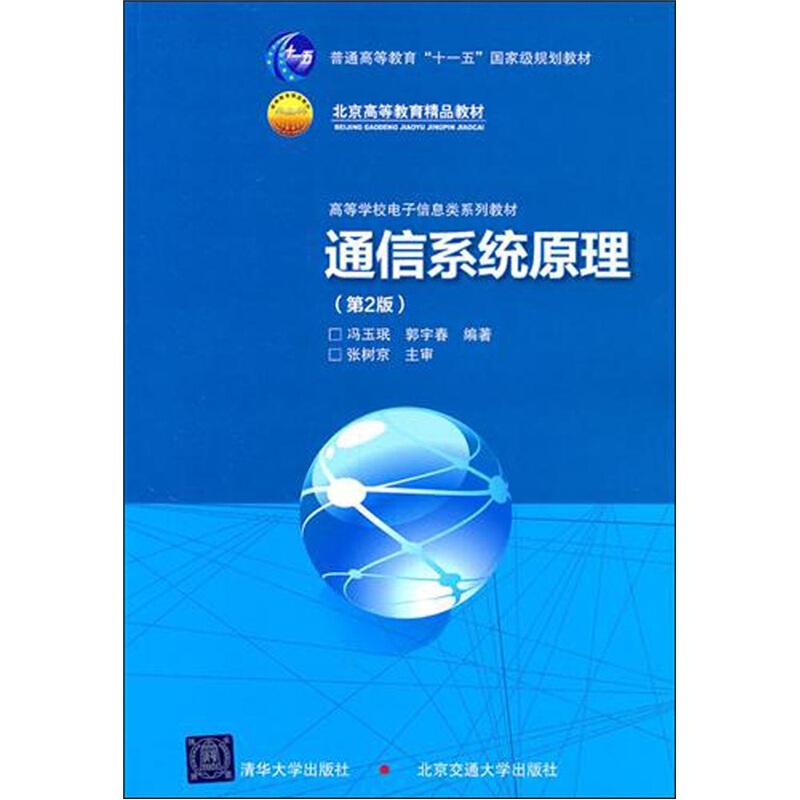 十一五
普通高等教育“十一五”国家级规划教材
北京高等教育精品教材
BEIJING GAODENG JIAOYU JINGPIN JIAOCAI
高等学校电子信息类系列教材
通信系统原理
（第2版）
□ 冯玉珉 郭宇春 编著
□ 张树京 主审
清华大学出版社 ● 北京交通大学出版社